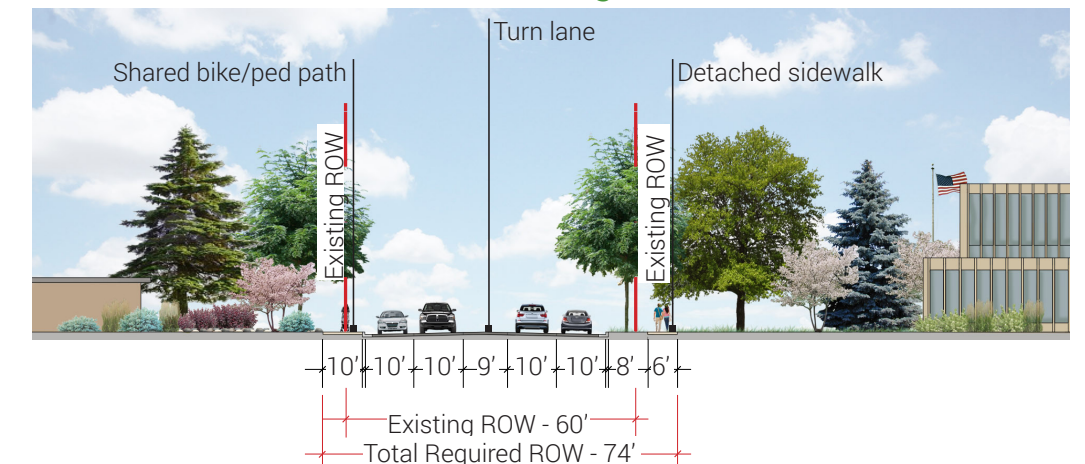 Turn lane
Shared bike/ped path
Detached sidewalk
Existing ROW
Existing ROW
10' 10' 10' 9' 10' 10' 8' 6'
Existing ROW - 60'
Total Required ROW - 74'